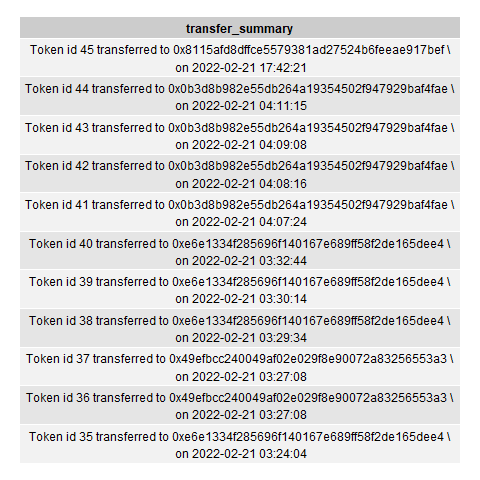 transfer_summary
Token id 45 transferred to 0x8115afd8dffce5579381ad27524b6feeae917bef \
on 2022-02-21 17:42:21
Token id 44 transferred to 0x0b3d8b982e55db264a19354502f947929baf4fae \
on 2022-02-21 04:11:15
Token id 43 transferred to 0x0b3d8b982e55db264a19354502f947929baf4fae \
on 2022-02-21 04:09:08
Token id 42 transferred to 0x0b3d8b982e55db264a19354502f947929baf4fae \
on 2022-02-21 04:08:16
Token id 41 transferred to 0x0b3d8b982e55db264a19354502f947929baf4fae \
on 2022-02-21 04:07:24
Token id 40 transferred to 0xe6e1334f285696f140167e689ff58f2de165dee4 \
on 2022-02-21 03:32:44
Token id 39 transferred to 0xe6e1334f285696f140167e689ff58f2de165dee4 \
on 2022-02-21 03:30:14
Token id 38 transferred to 0xe6e1334f285696f140167e689ff58f2de165dee4 \
on 2022-02-21 03:29:34
Token id 37 transferred to 0x49efbcc240049af02e029f8e90072a83256553a3 \
on 2022-02-21 03:27:08
Token id 36 transferred to 0x49efbcc240049af02e029f8e90072a83256553a3 \
on 2022-02-21 03:27:08
Token id 35 transferred to 0xe6e1334f285696f140167e689ff58f2de165dee4 \
on 2022-02-21 03:24:04